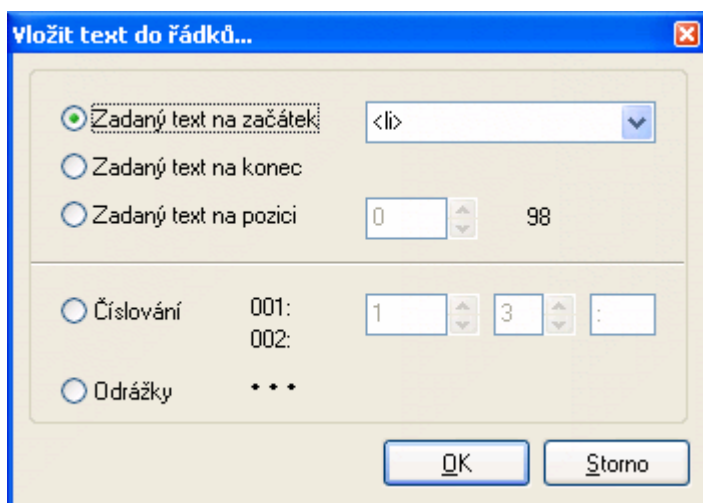 Vložit text do řádků...
Zadaný text na začátek <li>
Zadaný text na konec
Zadaný text na pozici 0 98
Číslování 001: 1 3 :
002:
Odrážky • • •
OK Storno